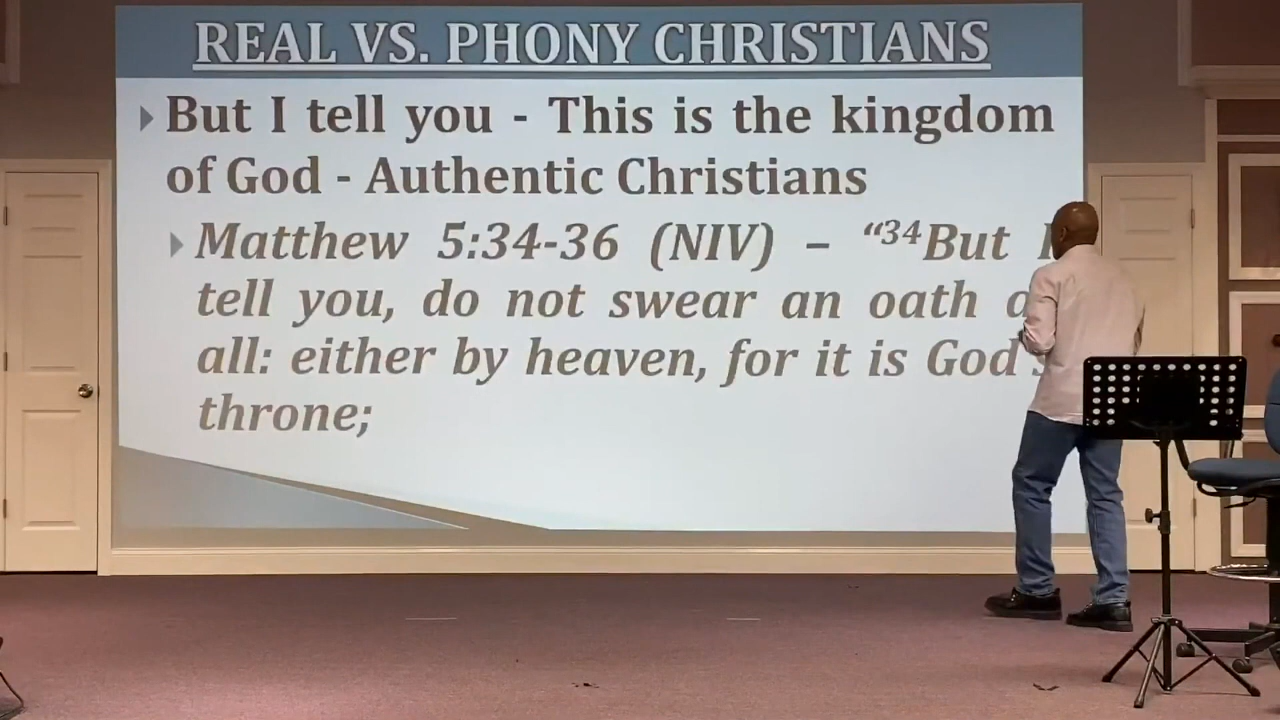 REAL VS. PHONY CHRISTIANS
But I tell you - This is the kingdom
of God - Authentic Christians
Matthew 5:34-36 (NIV) – “34But I
tell you, do not swear an oath
all: either by heaven, for it is God's
throne;